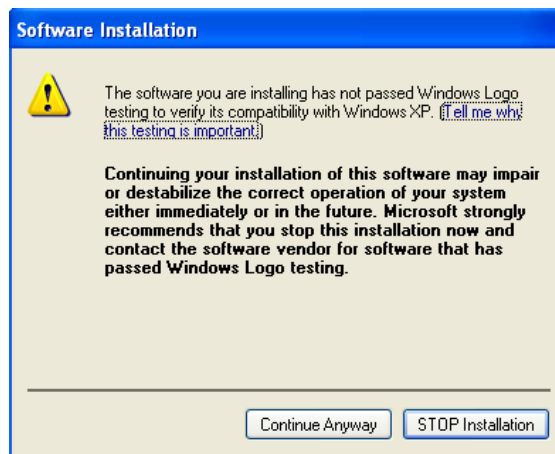 Software Installation
The software you are installing has not passed Windows Logo
testing to verify its compatibility with Windows XP. (Tell me why
this testing is important.)
Continuing your installation of this software may impair
or destabilize the correct operation of your system
either immediately or in the future. Microsoft strongly
recommends that you stop this installation now and
contact the software vendor for software that has
passed Windows Logo testing.
Continue Anyway
STOP Installation